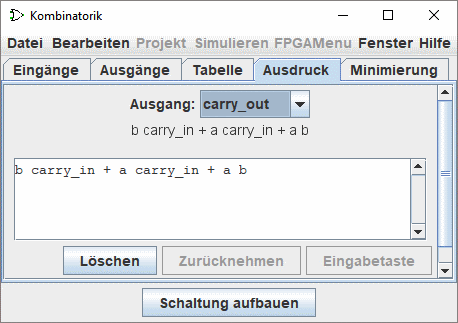 Kombinatorik
Datei Bearbeiten Projekt Simulieren FPGAMenu Fenster Hilfe
Eingänge Ausgänge Tabelle Ausdruck Minimierung
Ausgang: carry_out
b carry_in + a carry_in + a b
b carry_in + a carry_in + a b
Löschen Zurücknehmen Eingabetaste
Schaltung aufbauen